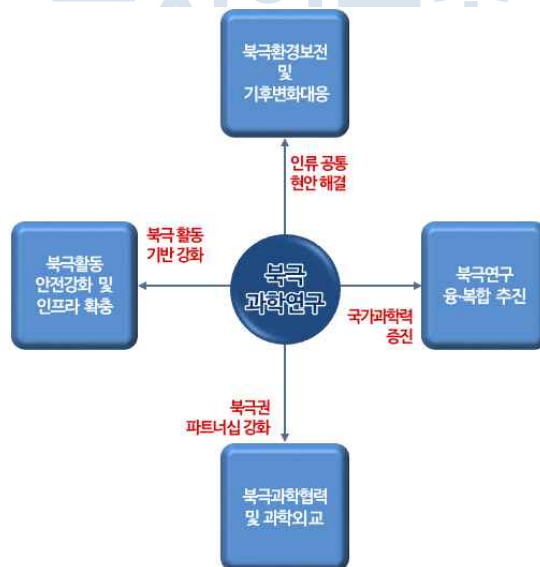 북극환경보전
및
기후변화대응
인류 공통
현안 해결
북극 활동
기반 강화
북극활동
안전강화 및
인프라 확충
북극
과학연구
북극연구
융·복합 추진
국가과학력
증진
북극권
파트너십 강화
북극과학협력
및 과학외교